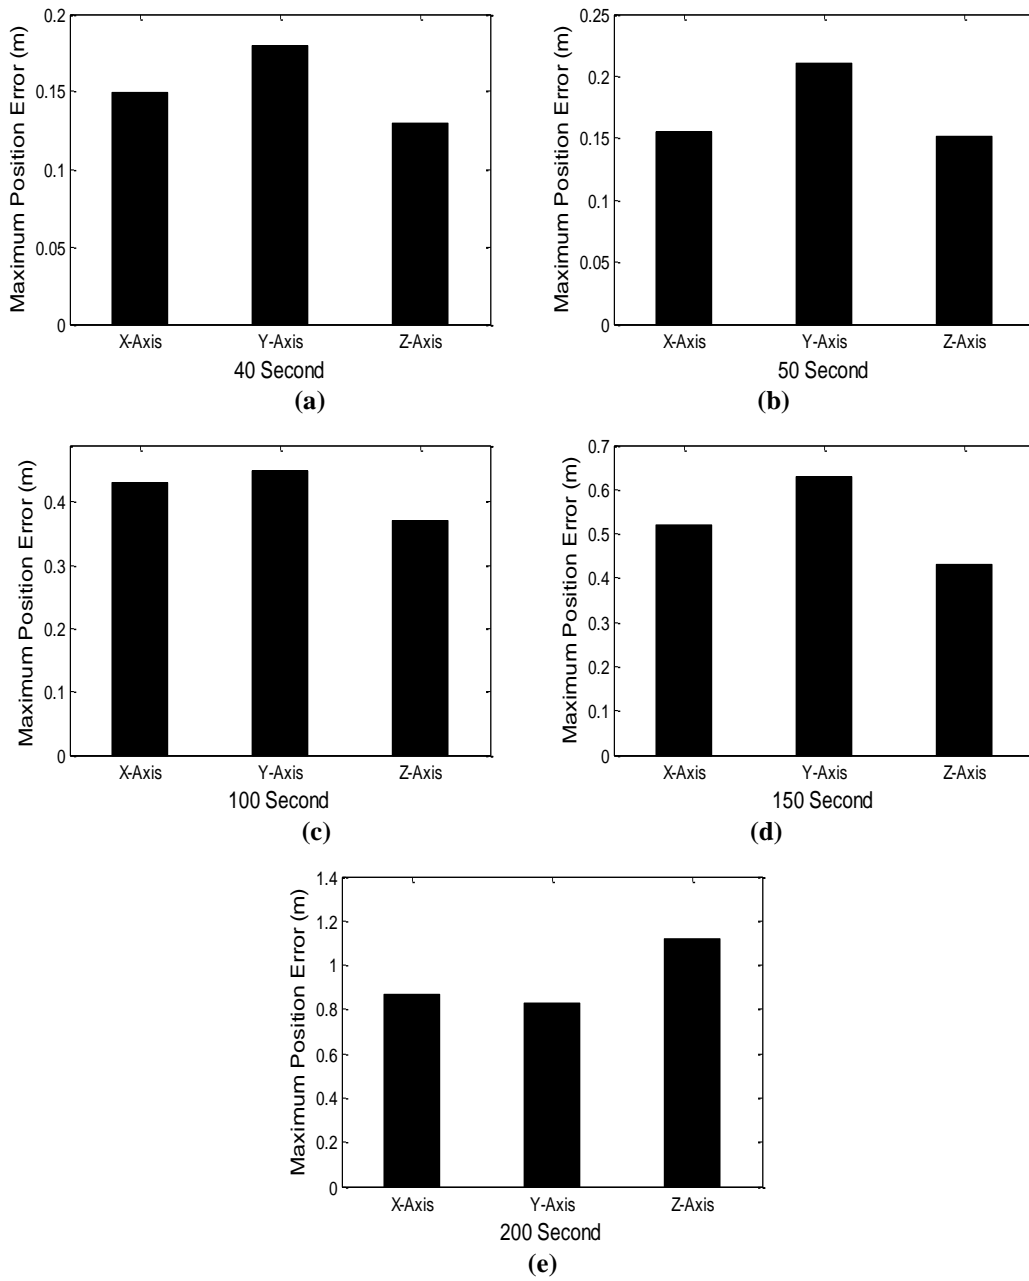 Maximum Position Error (m)
0.2
0.15
0.1
0.05
0
X-Axis Y-Axis Z-Axis
40 Second
(a)
Maximum Position Error (m)
0.25
0.2
0.15
0.1
0.05
0
X-Axis Y-Axis Z-Axis
50 Second
(b)
Maximum Position Error (m)
0.4
0.3
0.2
0.1
0
X-Axis Y-Axis Z-Axis
100 Second
(c)
Maximum Position Error (m)
0.7
0.6
0.5
0.4
0.3
0.2
0.1
0
X-Axis Y-Axis Z-Axis
150 Second
(d)
Maximum Position Error (m)
1.4
1.2
1
0.8
0.6
0.4
0.2
0
X-Axis Y-Axis Z-Axis
200 Second
(e)